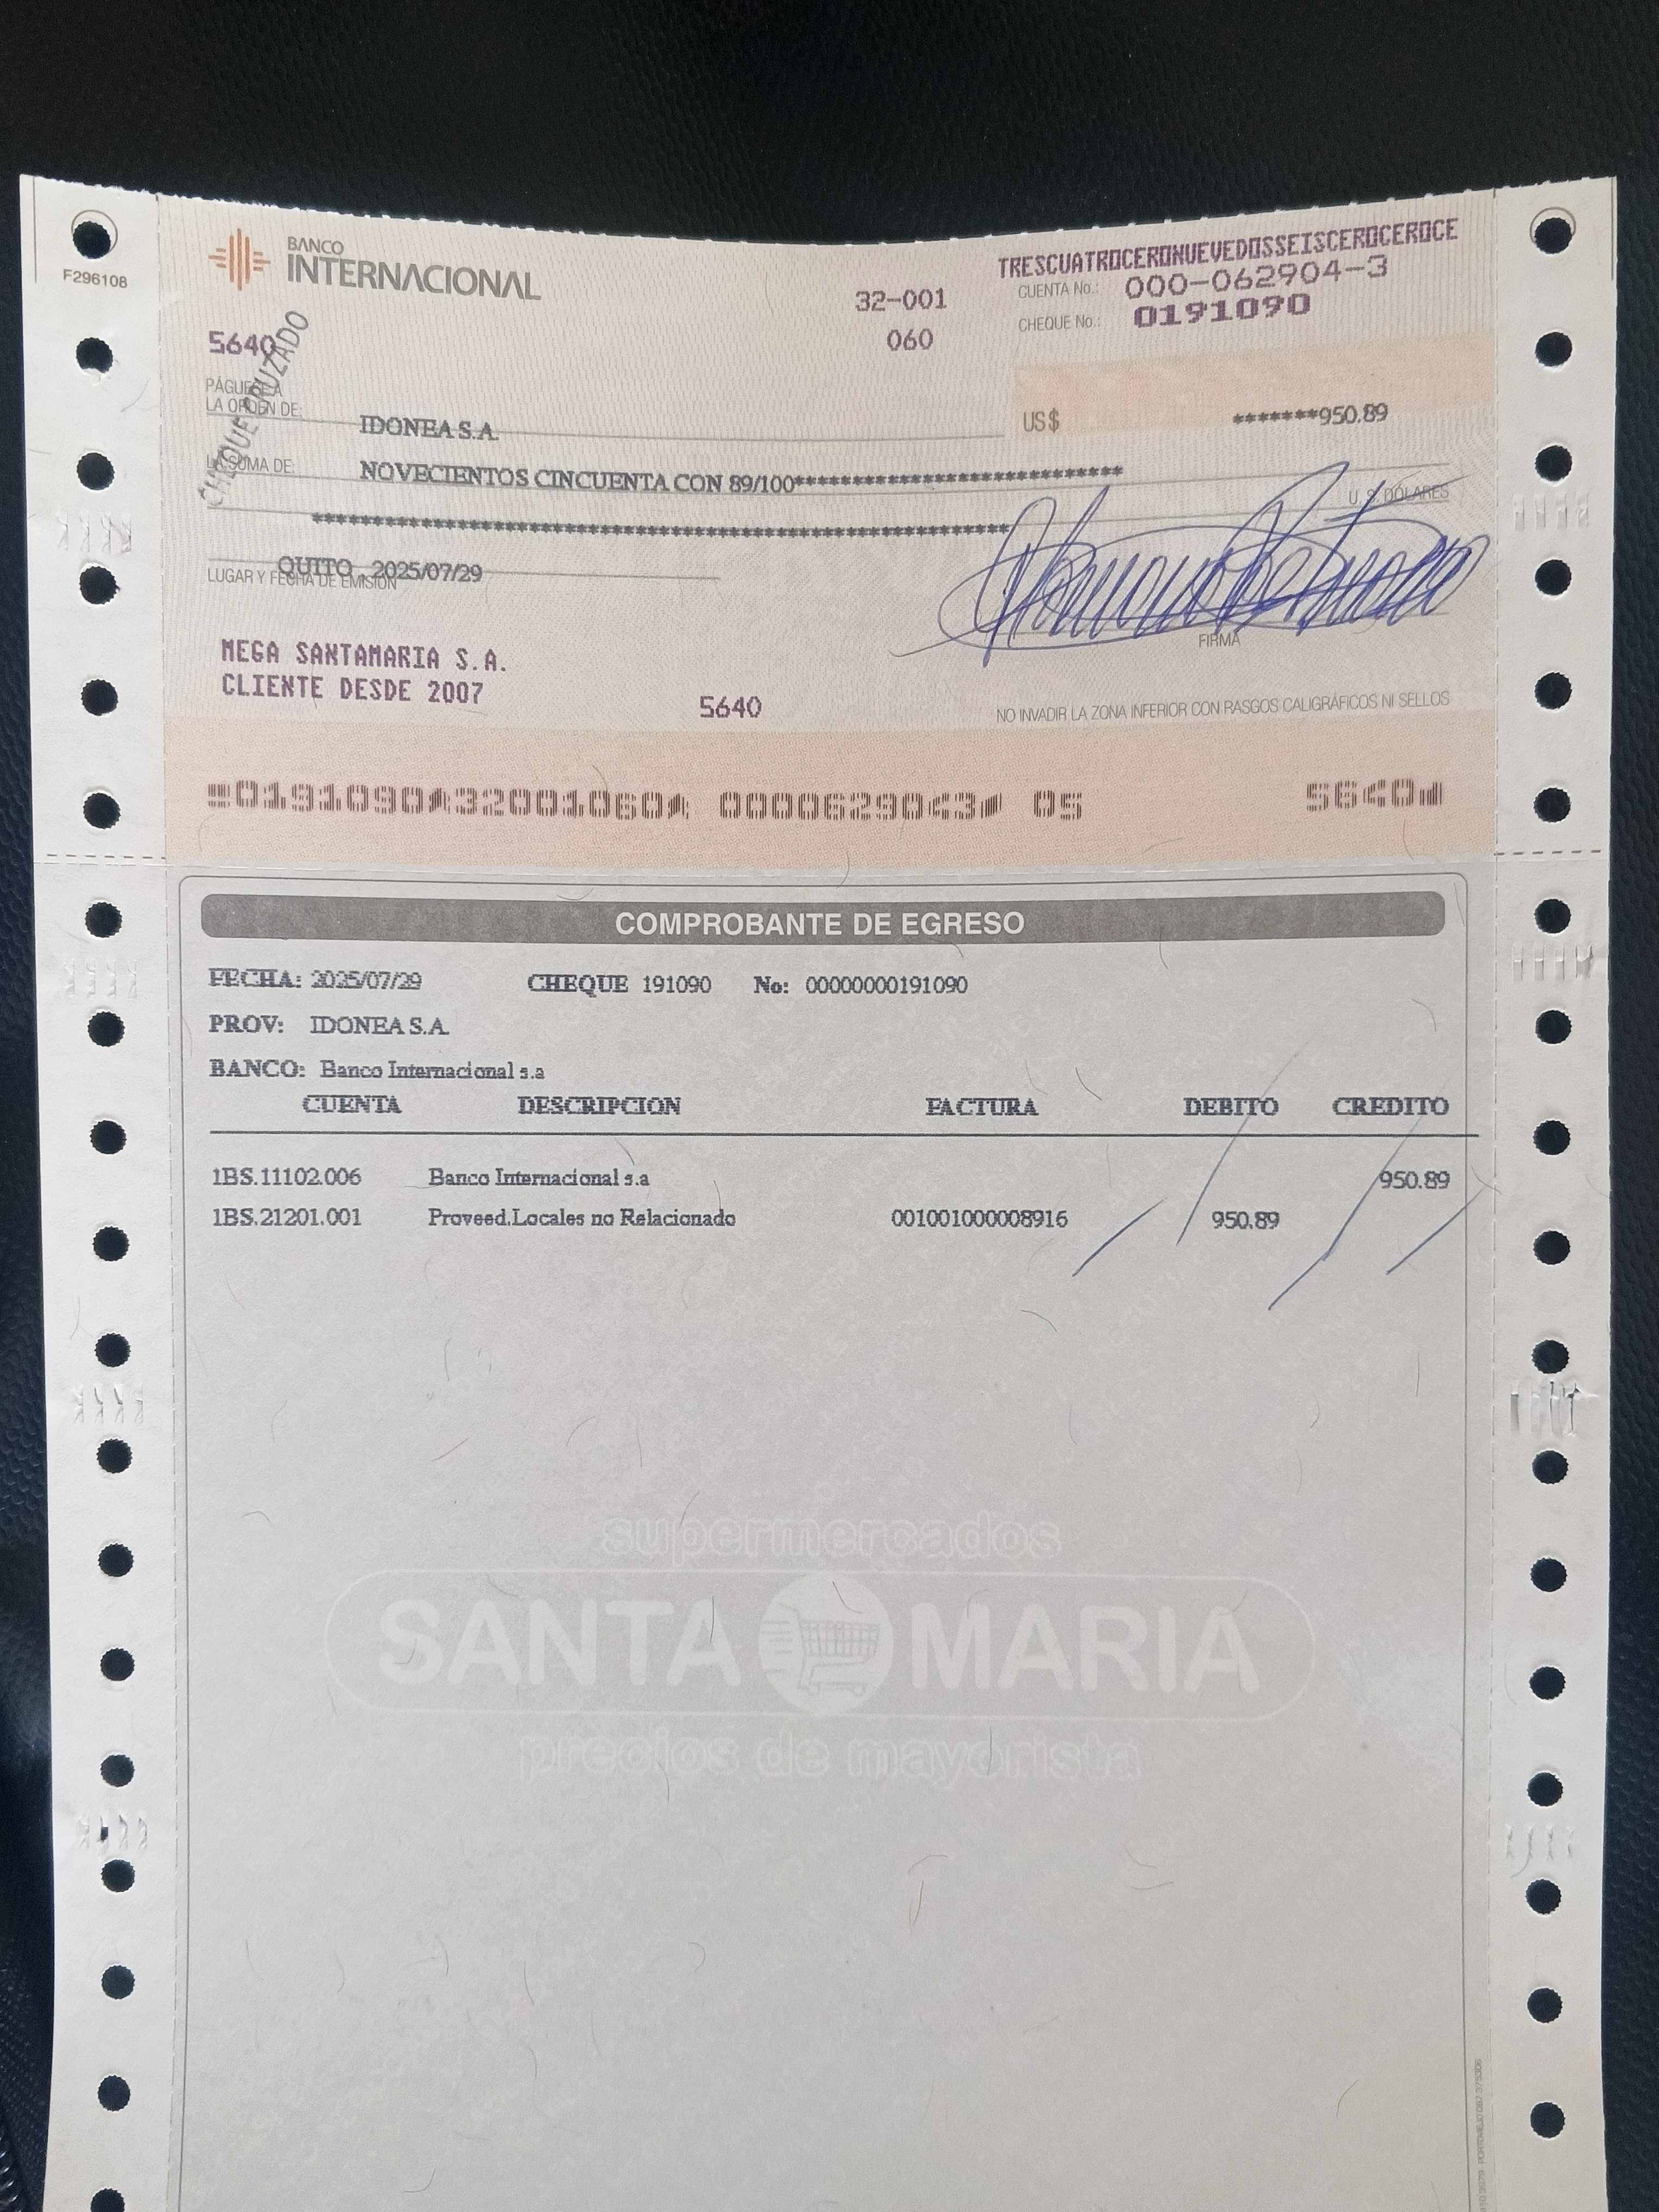 F296108
BANCO
INTERNACIONAL
TRESCUATROCERONUEVEDOSSEISCEROCEROCE
32-001
CUENTA No.: 000-062904-3
060
CHEQUE No.: 0191090
5640
CHEQUE CRUZADO
PÁGUESE A
LA ORDEN DE: IDONEA S.A.
US$ *******950.89
LA SUMA DE: NOVECIENTOS CINCUENTA CON 89/100******************************
U. S. DÓLARES
QUITO , 2025/07/29
LUGAR Y FECHA DE EMISIÓN
FIRMA
MEGA SANTAMARIA S.A.
CLIENTE DESDE 2007
5640
NO INVADIR LA ZONA INFERIOR CON RASGOS CALIGRÁFICOS NI SELLOS
0191090A32001060A 0000629043 05 5640
COMPROBANTE DE EGRESO
FECHA: 2025/07/29 CHEQUE 191090 No: 00000000191090
PROV: IDONEA S.A.
BANCO: Banco Internacional s.a
CUENTA DESCRIPCION FACTURA DEBITO CREDITO
1BS.11102.006 Banco Internacional s.a 950.89
1BS.21201.001 Proveed.Locales no Relacionado 001001000008916 950.89
supermercados
SANTA MARIA
precios de mayorista